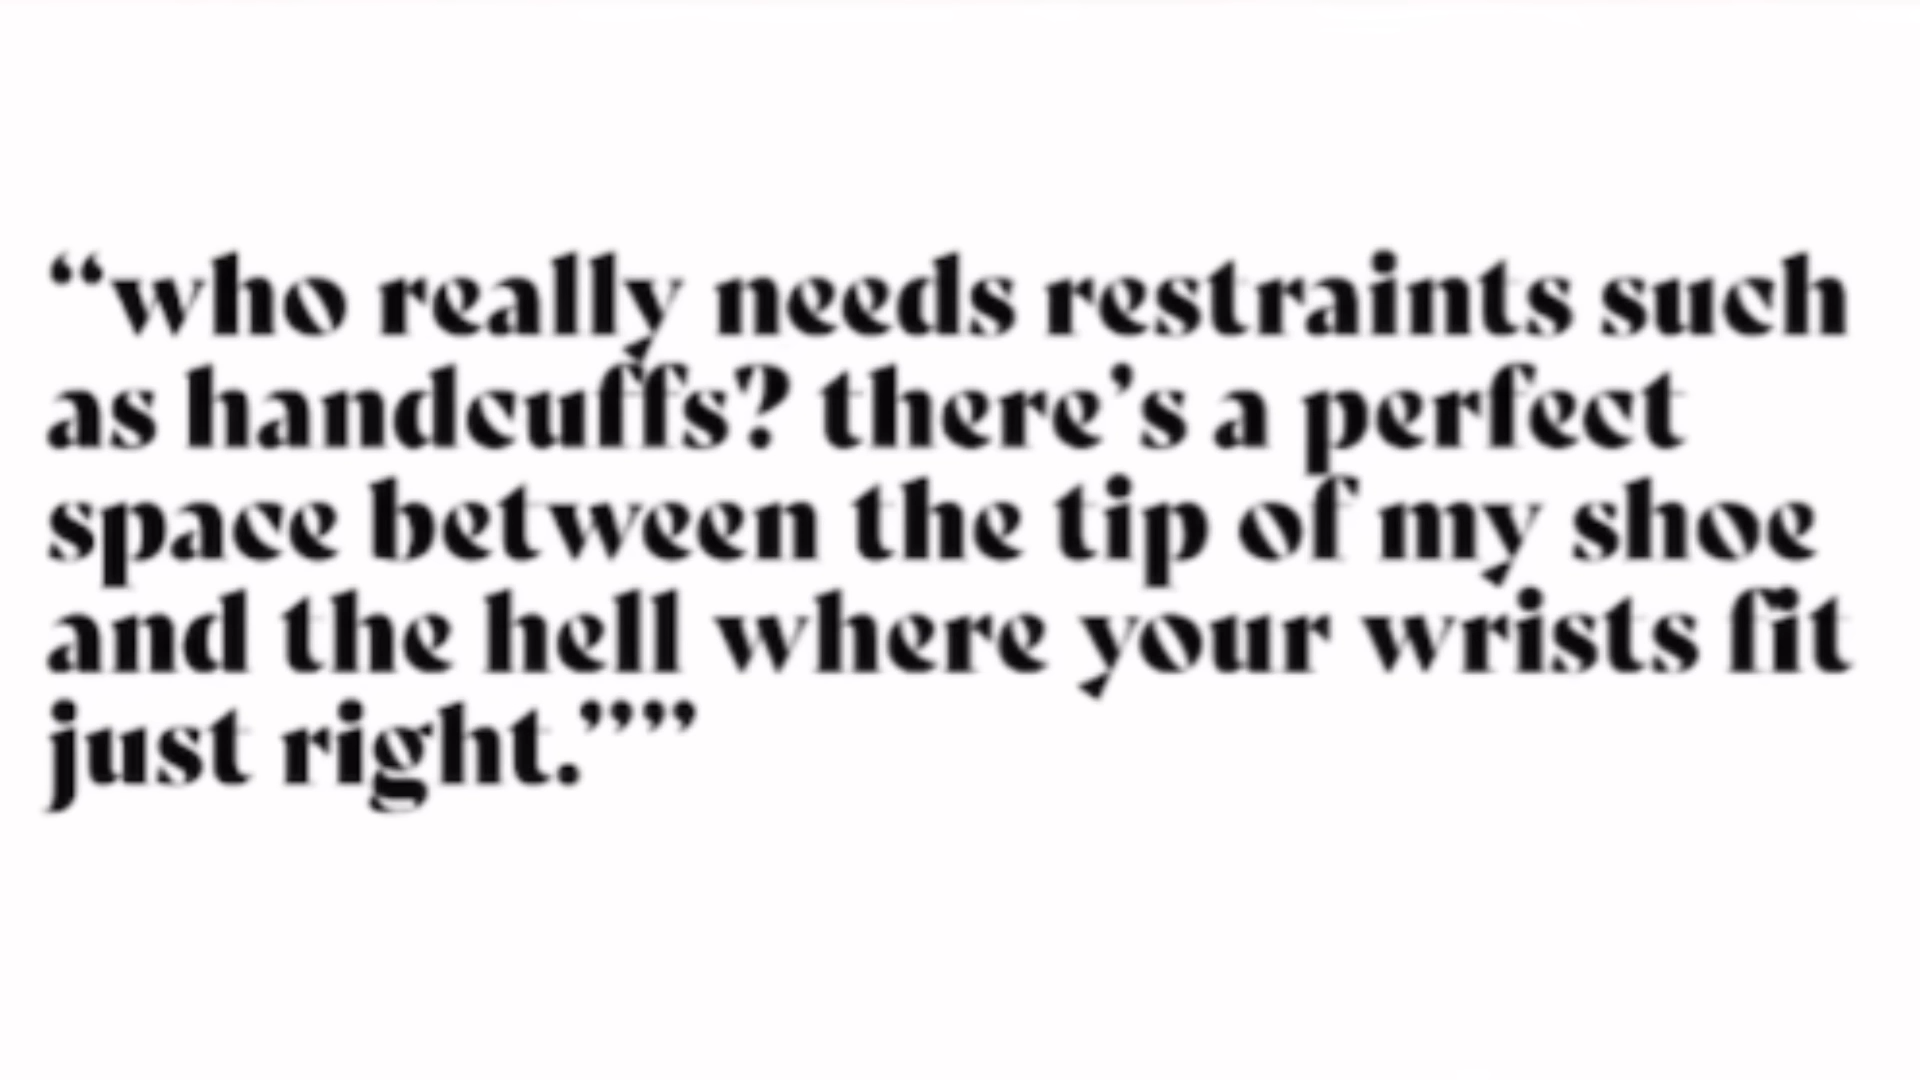 “who really needs restraints such
as handcuffs? there’s a perfect
space between the tip of my shoe
and the hell where your wrists fit
just right.””””